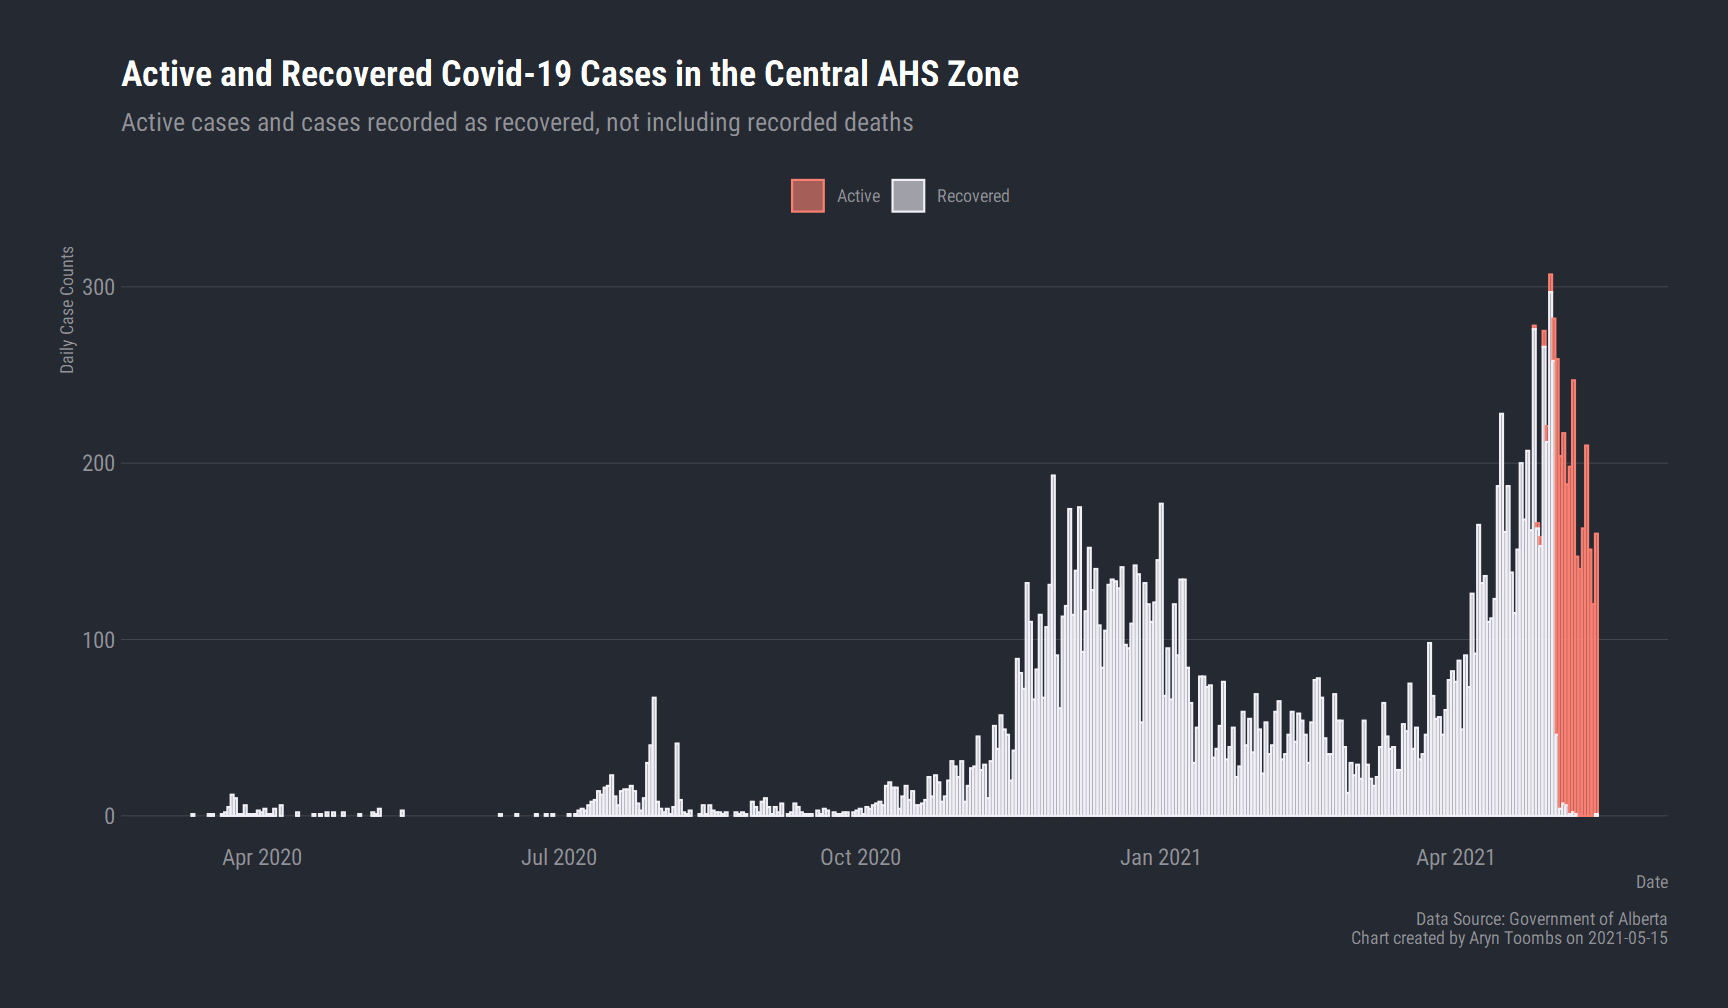 Active and Recovered Covid-19 Cases in the Central AHS Zone
Active cases and cases recorded as recovered, not including recorded deaths
Active
Recovered
Daily Case Counts
300
200
100
0
Apr 2020
Jul 2020
Oct 2020
Jan 2021
Apr 2021
Date
Data Source: Government of Alberta
Chart created by Aryn Toombs on 2021-05-15